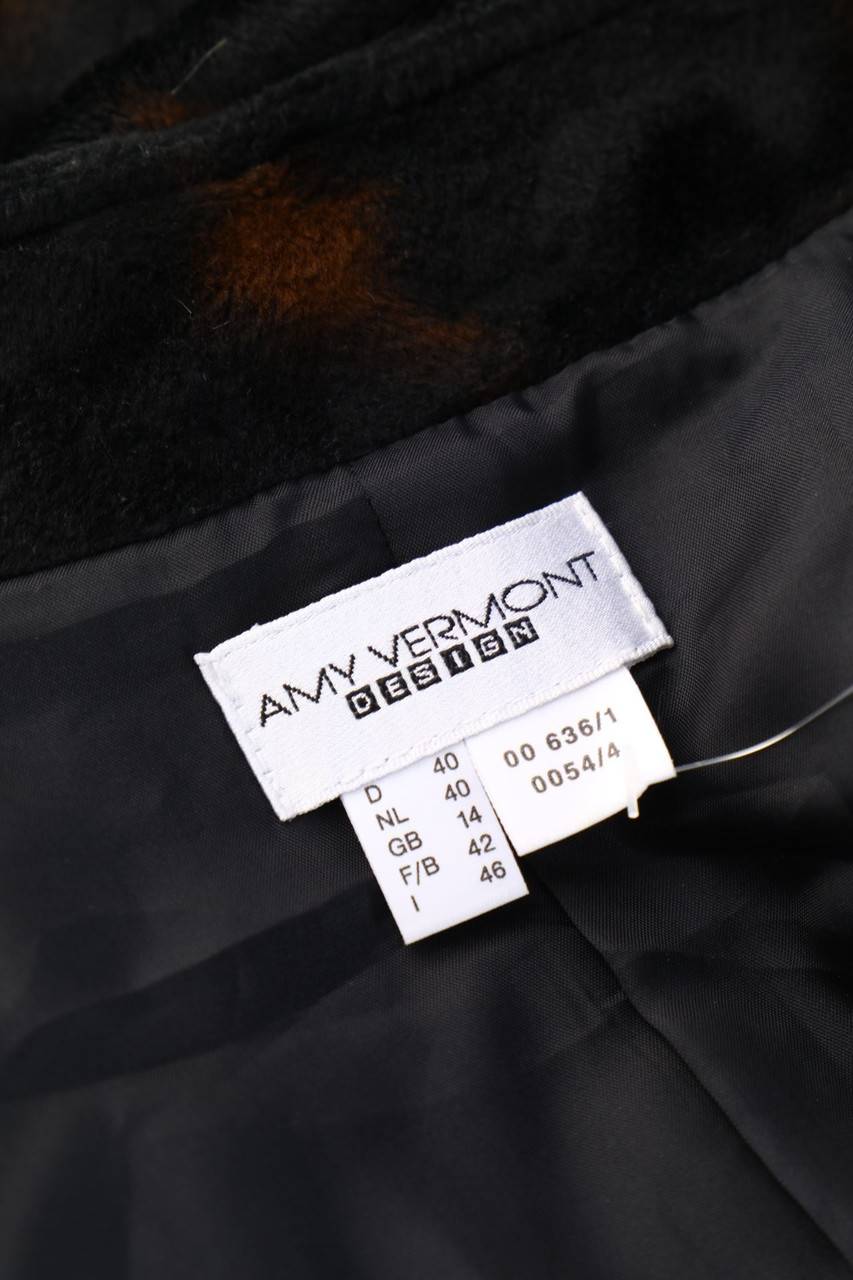 AMY VERMONT
DESIGN
D 40
NL 40
GB 14
F/B 42
I 46
00 636/1
0054/4